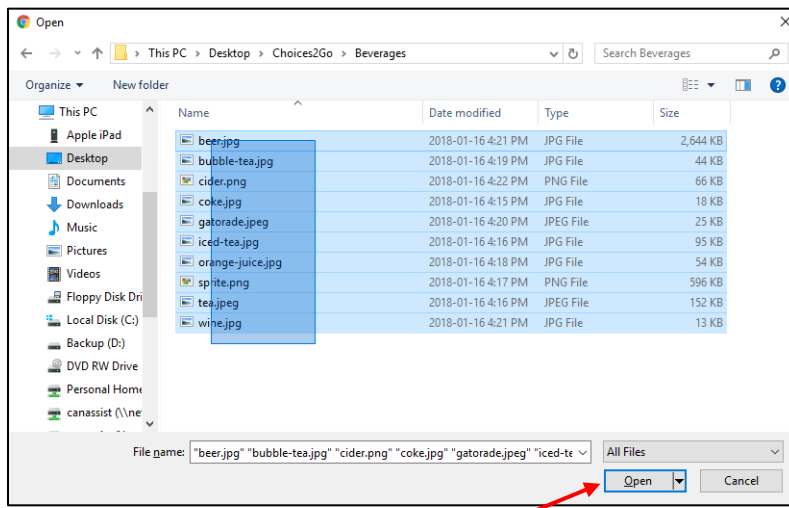 Open
This PC > Desktop > Choices2Go > Beverages
Search Beverages
Organize
New folder
Name
Date modified
Type
Size
This PC
Apple iPad
Desktop
Documents
Downloads
Music
Pictures
Videos
Floppy Disk Dri
Local Disk (C:)
Backup (D:)
DVD RW Drive
Personal Home
canassist (\\ne
beer.jpg 2018-01-16 4:21 PM JPG File 2,644 KB
bubble-tea.jpg 2018-01-16 4:19 PM JPG File 44 KB
cider.png 2018-01-16 4:22 PM PNG File 66 KB
coke.jpg 2018-01-16 4:15 PM JPG File 18 KB
gatorade.jpeg 2018-01-16 4:20 PM JPEG File 25 KB
iced-tea.jpg 2018-01-16 4:16 PM JPG File 95 KB
orange-juice.jpg 2018-01-16 4:18 PM JPG File 54 KB
sprite.png 2018-01-16 4:17 PM PNG File 596 KB
tea.jpeg 2018-01-16 4:16 PM JPEG File 152 KB
wine.jpg 2018-01-16 4:21 PM JPG File 13 KB
File name: "beer.jpg" "bubble-tea.jpg" "cider.png" "coke.jpg" "gatorade.jpeg" "iced-te
All Files
Open
Cancel